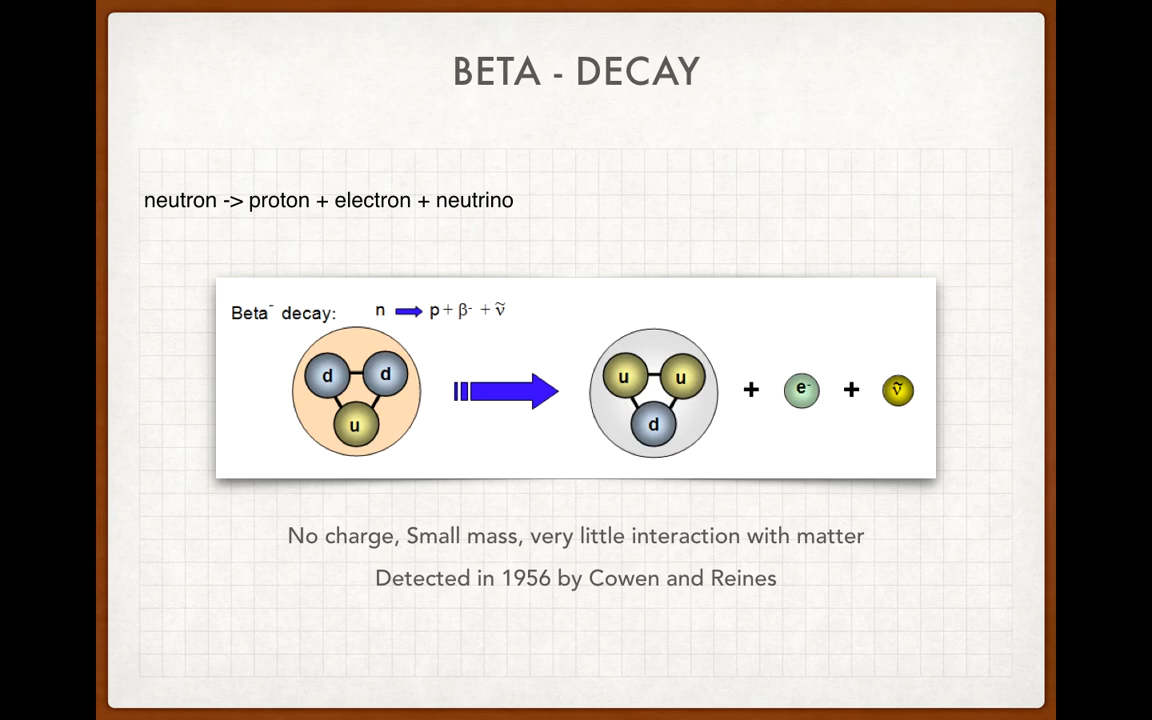 BETA - DECAY
neutron -> proton + electron + neutrino
Beta⁻ decay: n p + β⁻ + ν̃
d d u u + e⁻ + ν̃
u d
No charge, Small mass, very little interaction with matter
Detected in 1956 by Cowen and Reines